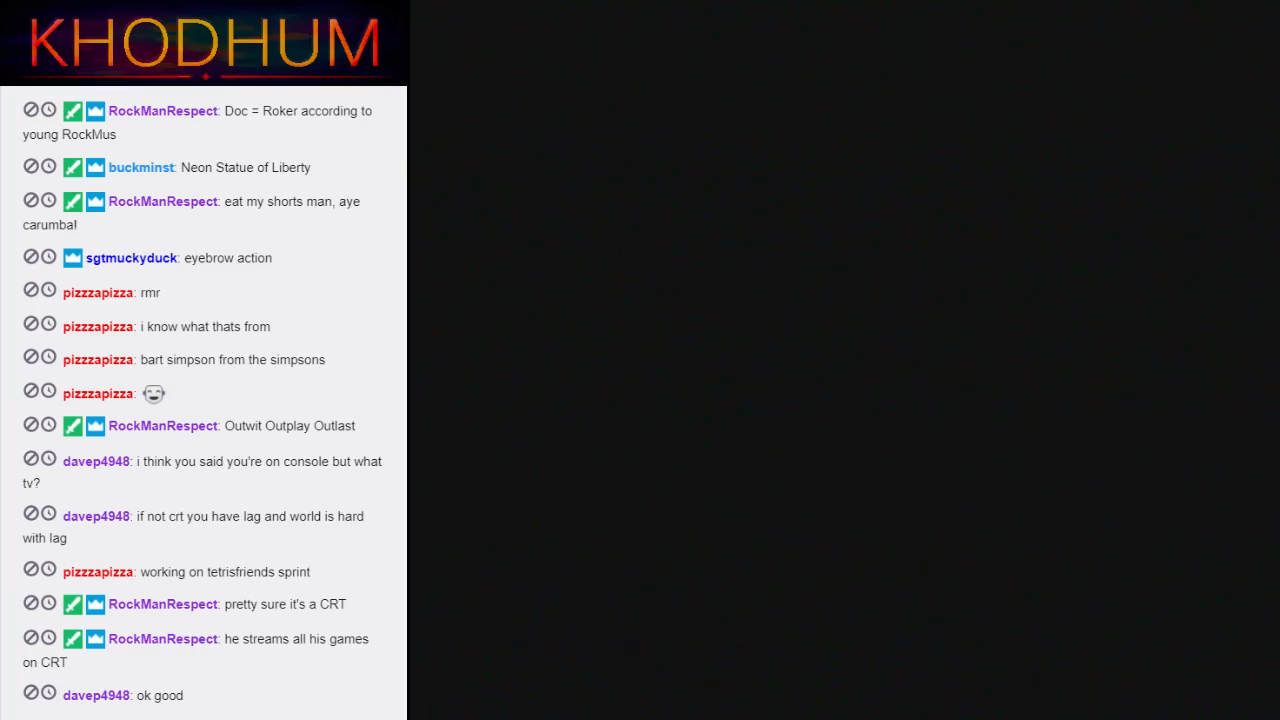 KHODHUM
RockManRespect: Doc = Roker according to
young RockMus
buckminst: Neon Statue of Liberty
RockManRespect: eat my shorts man, aye
carumba!
sgtmuckyduck: eyebrow action
pizzzapizza: rmr
pizzzapizza: i know what thats from
pizzzapizza: bart simpson from the simpsons
pizzzapizza:
RockManRespect: Outwit Outplay Outlast
davep4948: i think you said you're on console but what
tv?
davep4948: if not crt you have lag and world is hard
with lag
pizzzapizza: working on tetrisfriends sprint
RockManRespect: pretty sure it's a CRT
RockManRespect: he streams all his games
on CRT
davep4948: ok good